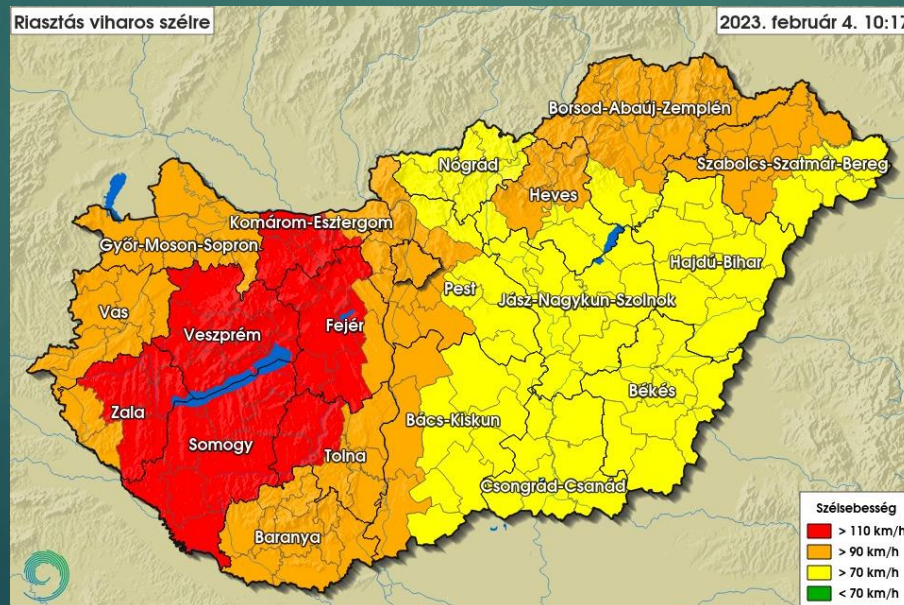 Riasztás viharos szélre
2023. február 4. 10:17
Borsod-Abaúj-Zemplén
Nógrád
Szabolcs-Szatmár-Bereg
Heves
Komárom-Esztergom
Győr-Moson-Sopron
Hajdú-Bihar
Pest
Jász-Nagykun-Szolnok
Vas
Veszprém
Fejér
Békés
Zala
Bács-Kiskun
Somogy
Tolna
Csongrád-Csanád
Baranya
Szélsebesség
> 110 km/h
> 90 km/h
> 70 km/h
< 70 km/h